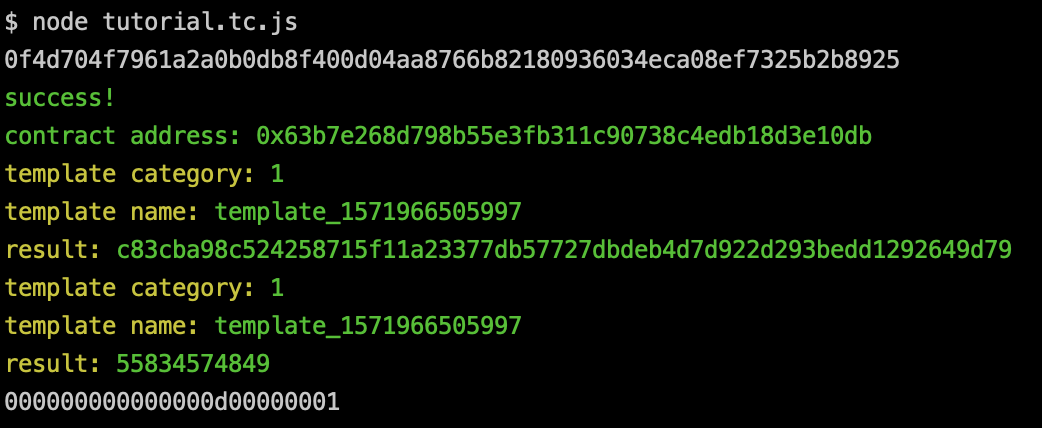 $ node tutorial.tc.js
0f4d704f7961a2a0b0db8f400d04aa8766b82180936034eca08ef7325b2b8925
success!
contract address: 0x63b7e268d798b55e3fb311c90738c4edb18d3e10db
template category: 1
template name: template_1571966505997
result: c83cba98c524258715f11a23377db57727dbdeb4d7d922d293bedd1292649d79
template category: 1
template name: template_1571966505997
result: 55834574849
000000000000000d00000001